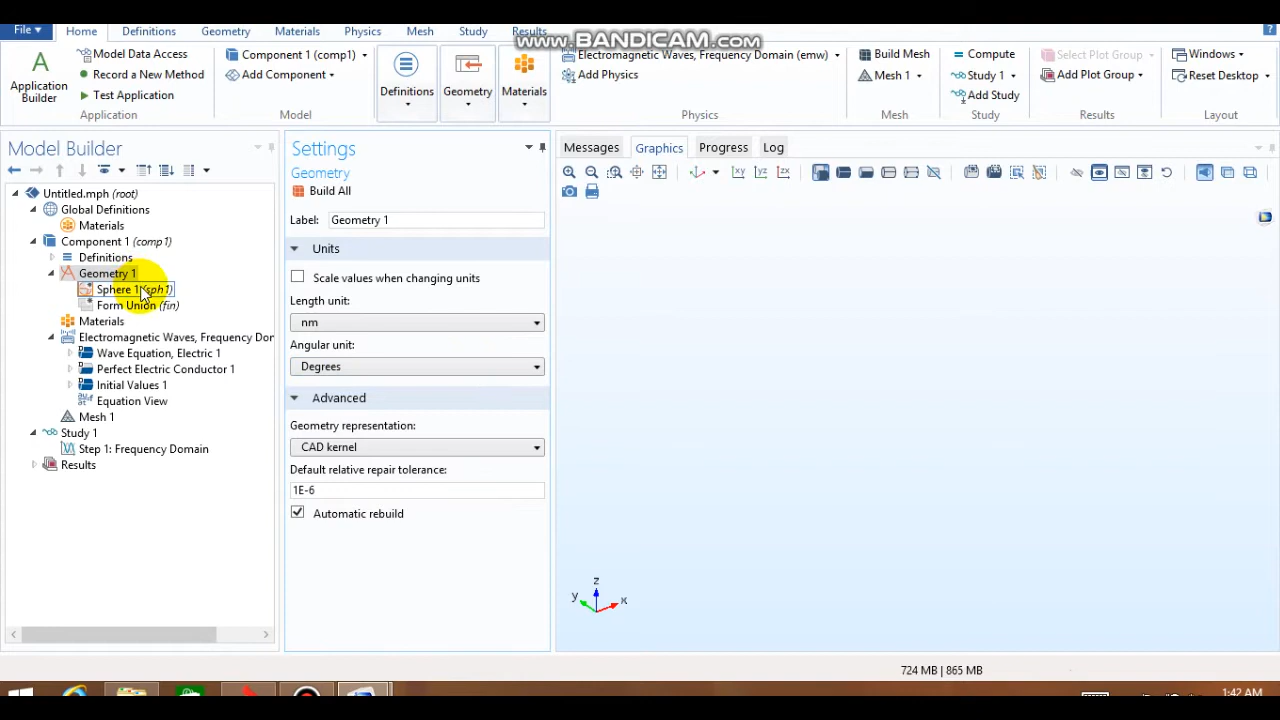 File
Home
Definitions
Geometry
Materials
Physics
Mesh
Study
Results
www.BANDICAM.com
Application
Builder
Model Data Access
Record a New Method
Test Application
Application
Component 1 (comp1)
Add Component
Model
Definitions
Geometry
Materials
Electromagnetic Waves, Frequency Domain (emw)
Add Physics
Physics
Build Mesh
Mesh 1
Mesh
Compute
Study 1
Add Study
Study
Select Plot Group
Add Plot Group
Results
Windows
Reset Desktop
Layout
Model Builder
Untitled.mph (root)
Global Definitions
Materials
Component 1 (comp1)
Definitions
Geometry 1
Sphere 1 (sph1)
Form Union (fin)
Materials
Electromagnetic Waves, Frequency Dor
Wave Equation, Electric 1
Perfect Electric Conductor 1
Initial Values 1
Equation View
Mesh 1
Study 1
Step 1: Frequency Domain
Results
Settings
Geometry
Build All
Label: Geometry 1
Units
Scale values when changing units
Length unit:
nm
Angular unit:
Degrees
Advanced
Geometry representation:
CAD kernel
Default relative repair tolerance:
1E-6
Automatic rebuild
Messages
Graphics
Progress
Log
xy
yz
zx
z
y
x
724 MB | 865 MB
1:42 AM